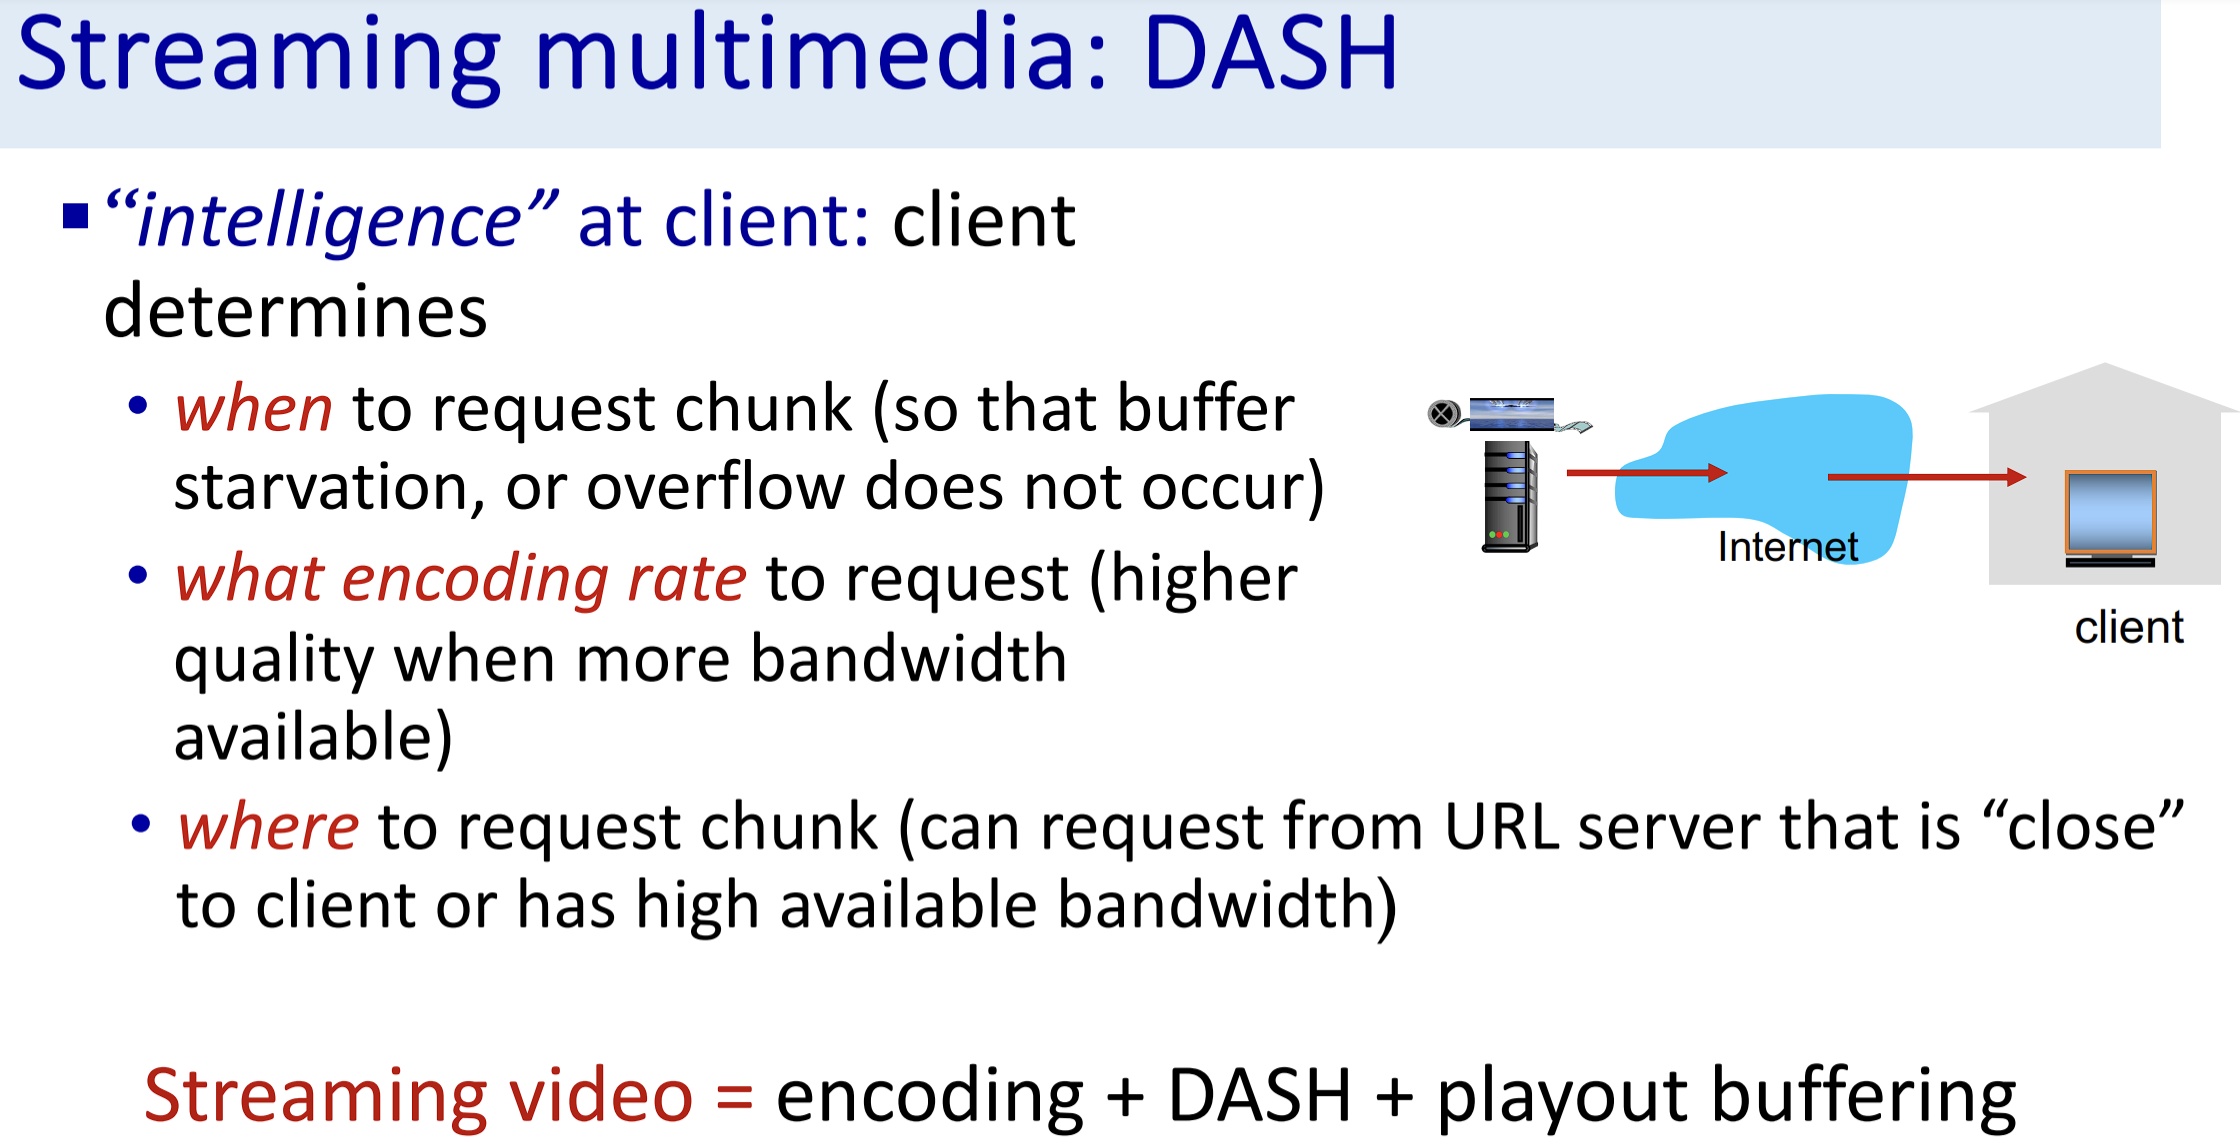 Streaming multimedia: DASH
▪ “intelligence” at client: client
determines
• when to request chunk (so that buffer
starvation, or overflow does not occur)
• what encoding rate to request (higher
quality when more bandwidth
available)
• where to request chunk (can request from URL server that is “close”
to client or has high available bandwidth)
Internet
client
Streaming video = encoding + DASH + playout buffering